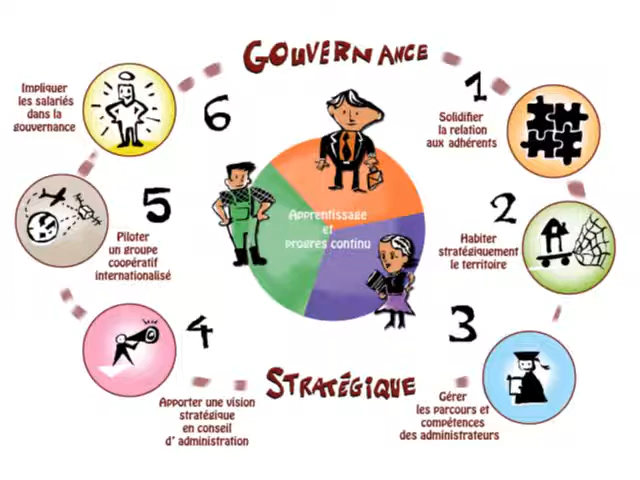 GOUVERNANCE
1
Solidifier
la relation
aux adhérents
2
Habiter
stratégiquement
le territoire
3
Gérer
les parcours et
compétences
des administrateurs
STRATÉGIQUE
4
Apporter une vision
stratégique
en conseil
d' administration
5
Piloter
un groupe
coopératif
internationalisé
6
Impliquer
les salariés
dans la
gouvernance
Apprentissage
et
progres continu